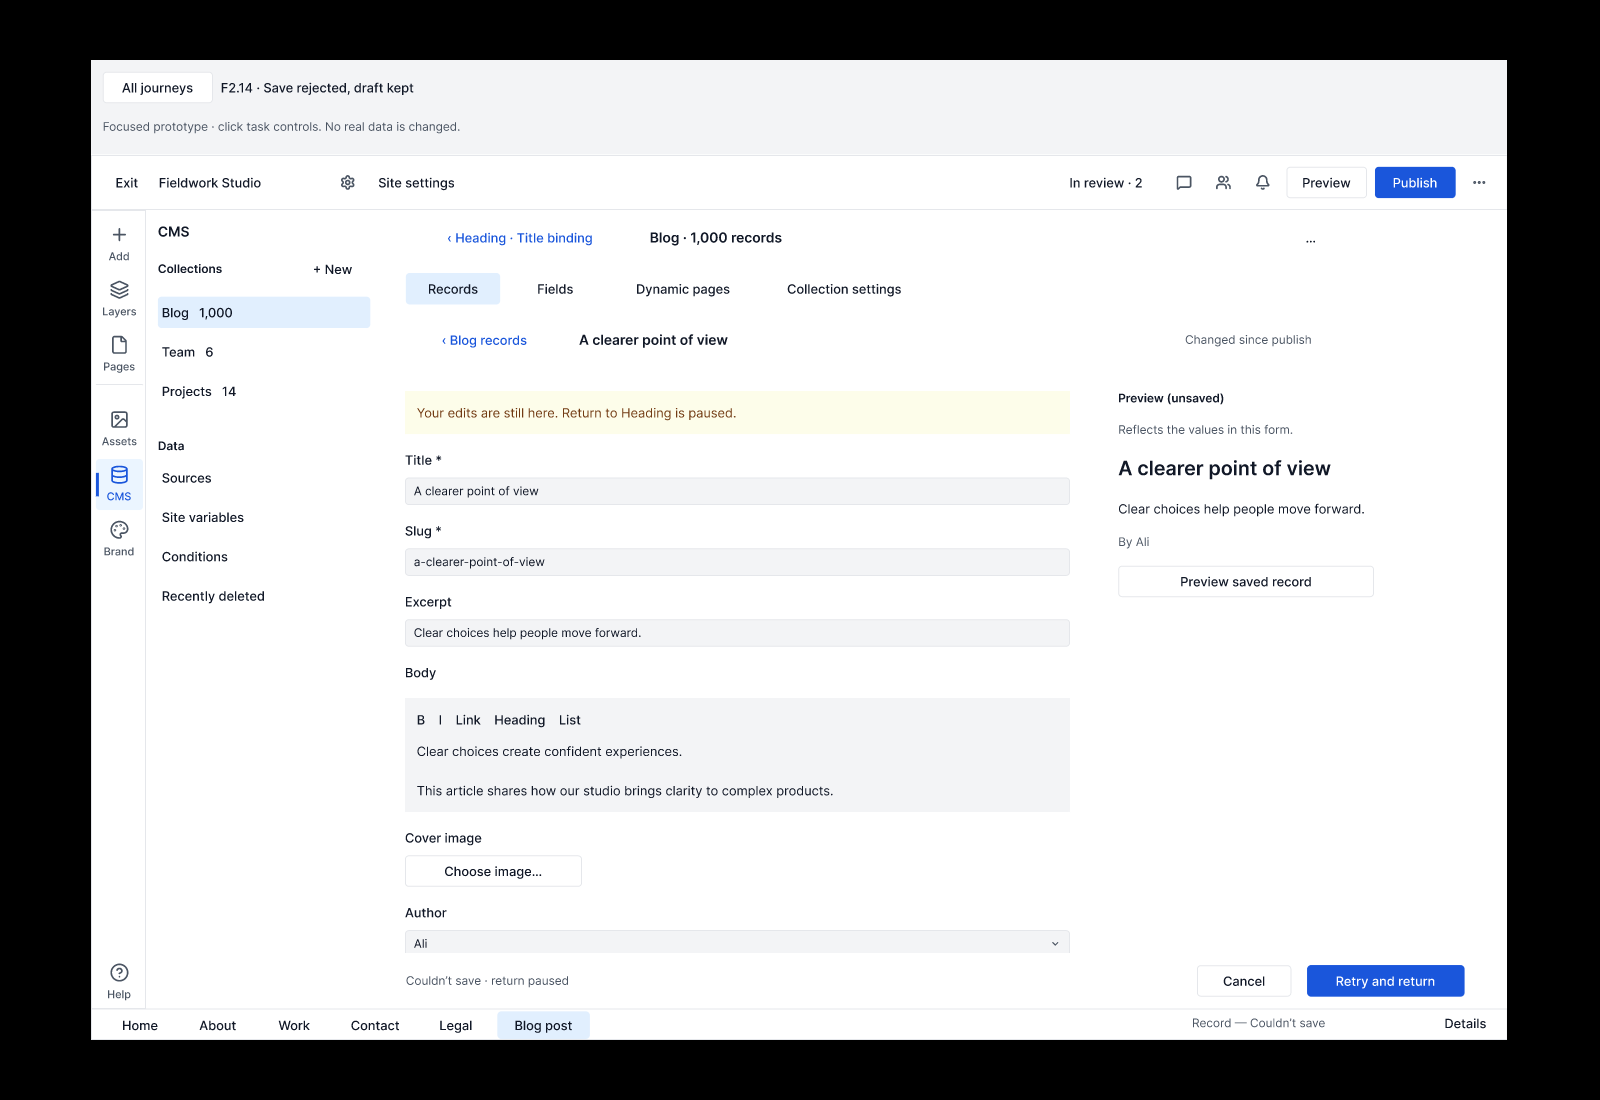 All journeys F2.14 · Save rejected, draft kept
Focused prototype · click task controls. No real data is changed.
Exit Fieldwork Studio Site settings In review · 2 Preview Publish ···
Add
Layers
Pages
Assets
CMS
Brand
Help
CMS
Collections + New
Blog 1,000
Team 6
Projects 14
Data
Sources
Site variables
Conditions
Recently deleted
‹ Heading · Title binding Blog · 1,000 records ...
Records Fields Dynamic pages Collection settings
‹ Blog records A clearer point of view Changed since publish
Your edits are still here. Return to Heading is paused.
Title *
A clearer point of view
Slug *
a-clearer-point-of-view
Excerpt
Clear choices help people move forward.
Body
B I Link Heading List
Clear choices create confident experiences.
This article shares how our studio brings clarity to complex products.
Cover image
Choose image...
Author
Ali
Preview (unsaved)
Reflects the values in this form.
A clearer point of view
Clear choices help people move forward.
By Ali
Preview saved record
Couldn't save · return paused Cancel Retry and return
Home About Work Contact Legal Blog post Record — Couldn't save Details